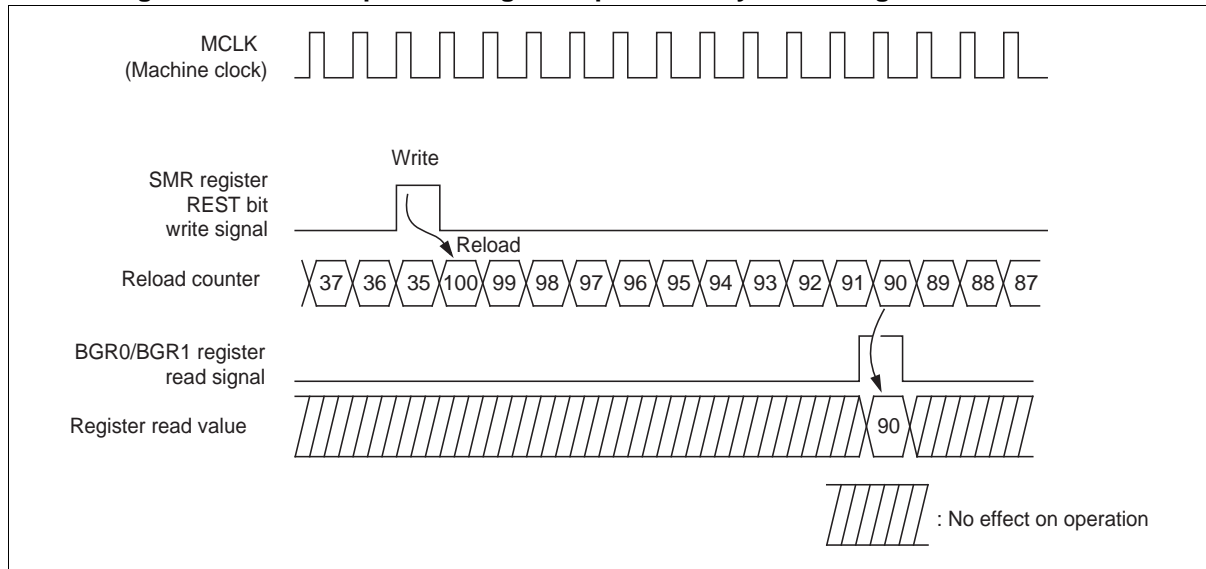 MCLK
(Machine clock)
Write
SMR register
REST bit
write signal
Reload
Reload counter
37 36 35 100 99 98 97 96 95 94 93 92 91 90 89 88 87
BGR0/BGR1 register
read signal
Register read value
90
: No effect on operation